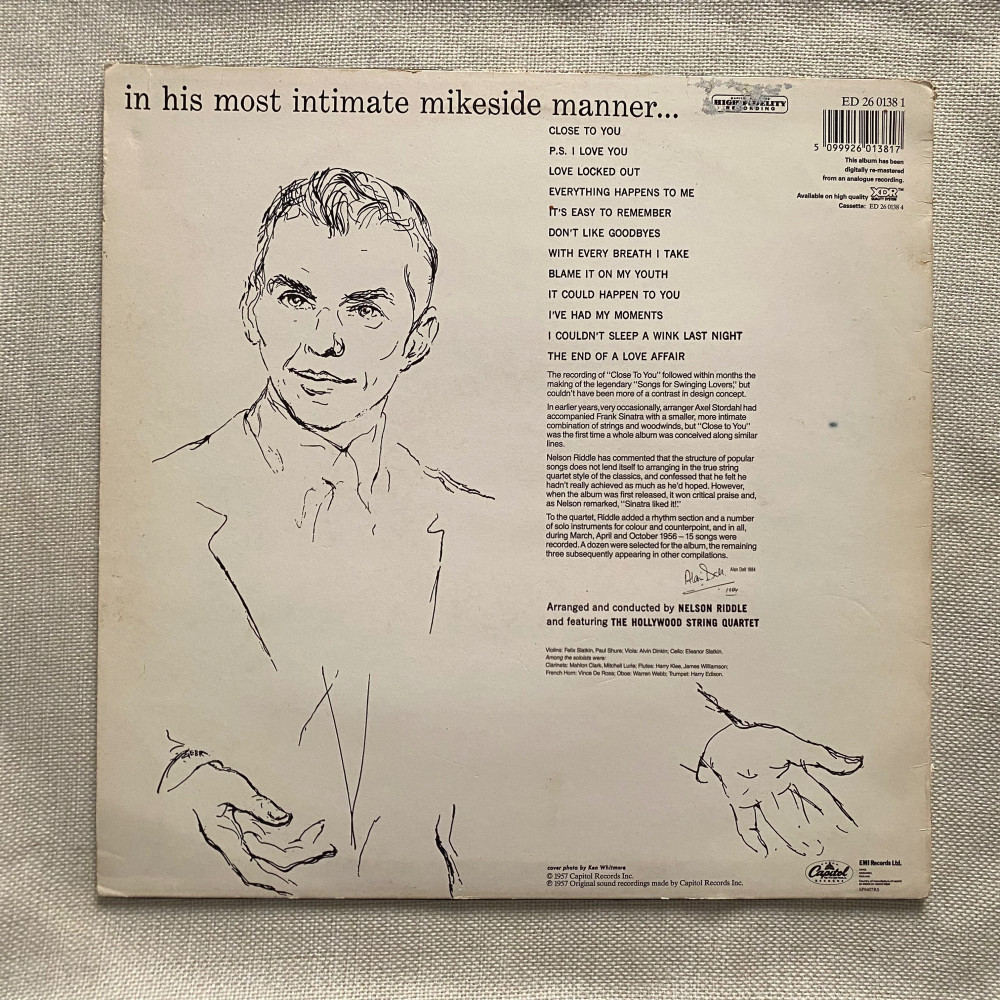 in his most intimate mikeside manner...
HIGH FIDELITY
RECORDING
ED 26 0138 1
5 099926 013817
This album has been
digitally re-mastered
from an analogue recording.
Available on high quality XDR™
Cassette: ED 26 0138 4
CLOSE TO YOU
P.S. I LOVE YOU
LOVE LOCKED OUT
EVERYTHING HAPPENS TO ME
IT'S EASY TO REMEMBER
DON'T LIKE GOODBYES
WITH EVERY BREATH I TAKE
BLAME IT ON MY YOUTH
IT COULD HAPPEN TO YOU
I'VE HAD MY MOMENTS
I COULDN'T SLEEP A WINK LAST NIGHT
THE END OF A LOVE AFFAIR
The recording of "Close To You" followed within months the
making of the legendary "Songs for Swinging Lovers," but
couldn't have been more of a contrast in design concept.
In earlier years, very occasionally, arranger Axel Stordahl had
accompanied Frank Sinatra with a smaller, more intimate
combination of strings and woodwinds, but "Close to You"
was the first time a whole album was conceived along similar
lines.
Nelson Riddle has commented that the structure of popular
songs does not lend itself to arranging in the true string
quartet style of the classics, and confessed that he felt he
hadn't really achieved as much as he'd hoped. However,
when the album was first released, it won critical praise and,
as Nelson remarked, "Sinatra liked it!"
To the quartet, Riddle added a rhythm section and a number
of solo instruments for colour and counterpoint, and in all,
during March, April and October 1956 – 15 songs were
recorded. A dozen were selected for the album, the remaining
three subsequently appearing in other compilations.
Alan Dell Alan Dell 1984
1984
Arranged and conducted by NELSON RIDDLE
and featuring THE HOLLYWOOD STRING QUARTET
Violins: Felix Slatkin, Paul Shure; Viola: Alvin Dinkin; Cello: Eleanor Slatkin.
Among the soloists were:
Clarinets: Mahlon Clark, Mitchell Lurie; Flutes: Harry Klee, James Williamson;
French Horn: Vince De Rosa; Oboe: Warren Webb; Trumpet: Harry Edison.
cover photo by Ken Whitmore
© 1957 Capitol Records Inc.
℗ 1957 Original sound recordings made by Capitol Records Inc.
Capitol
RECORDS
EMI Records Ltd.